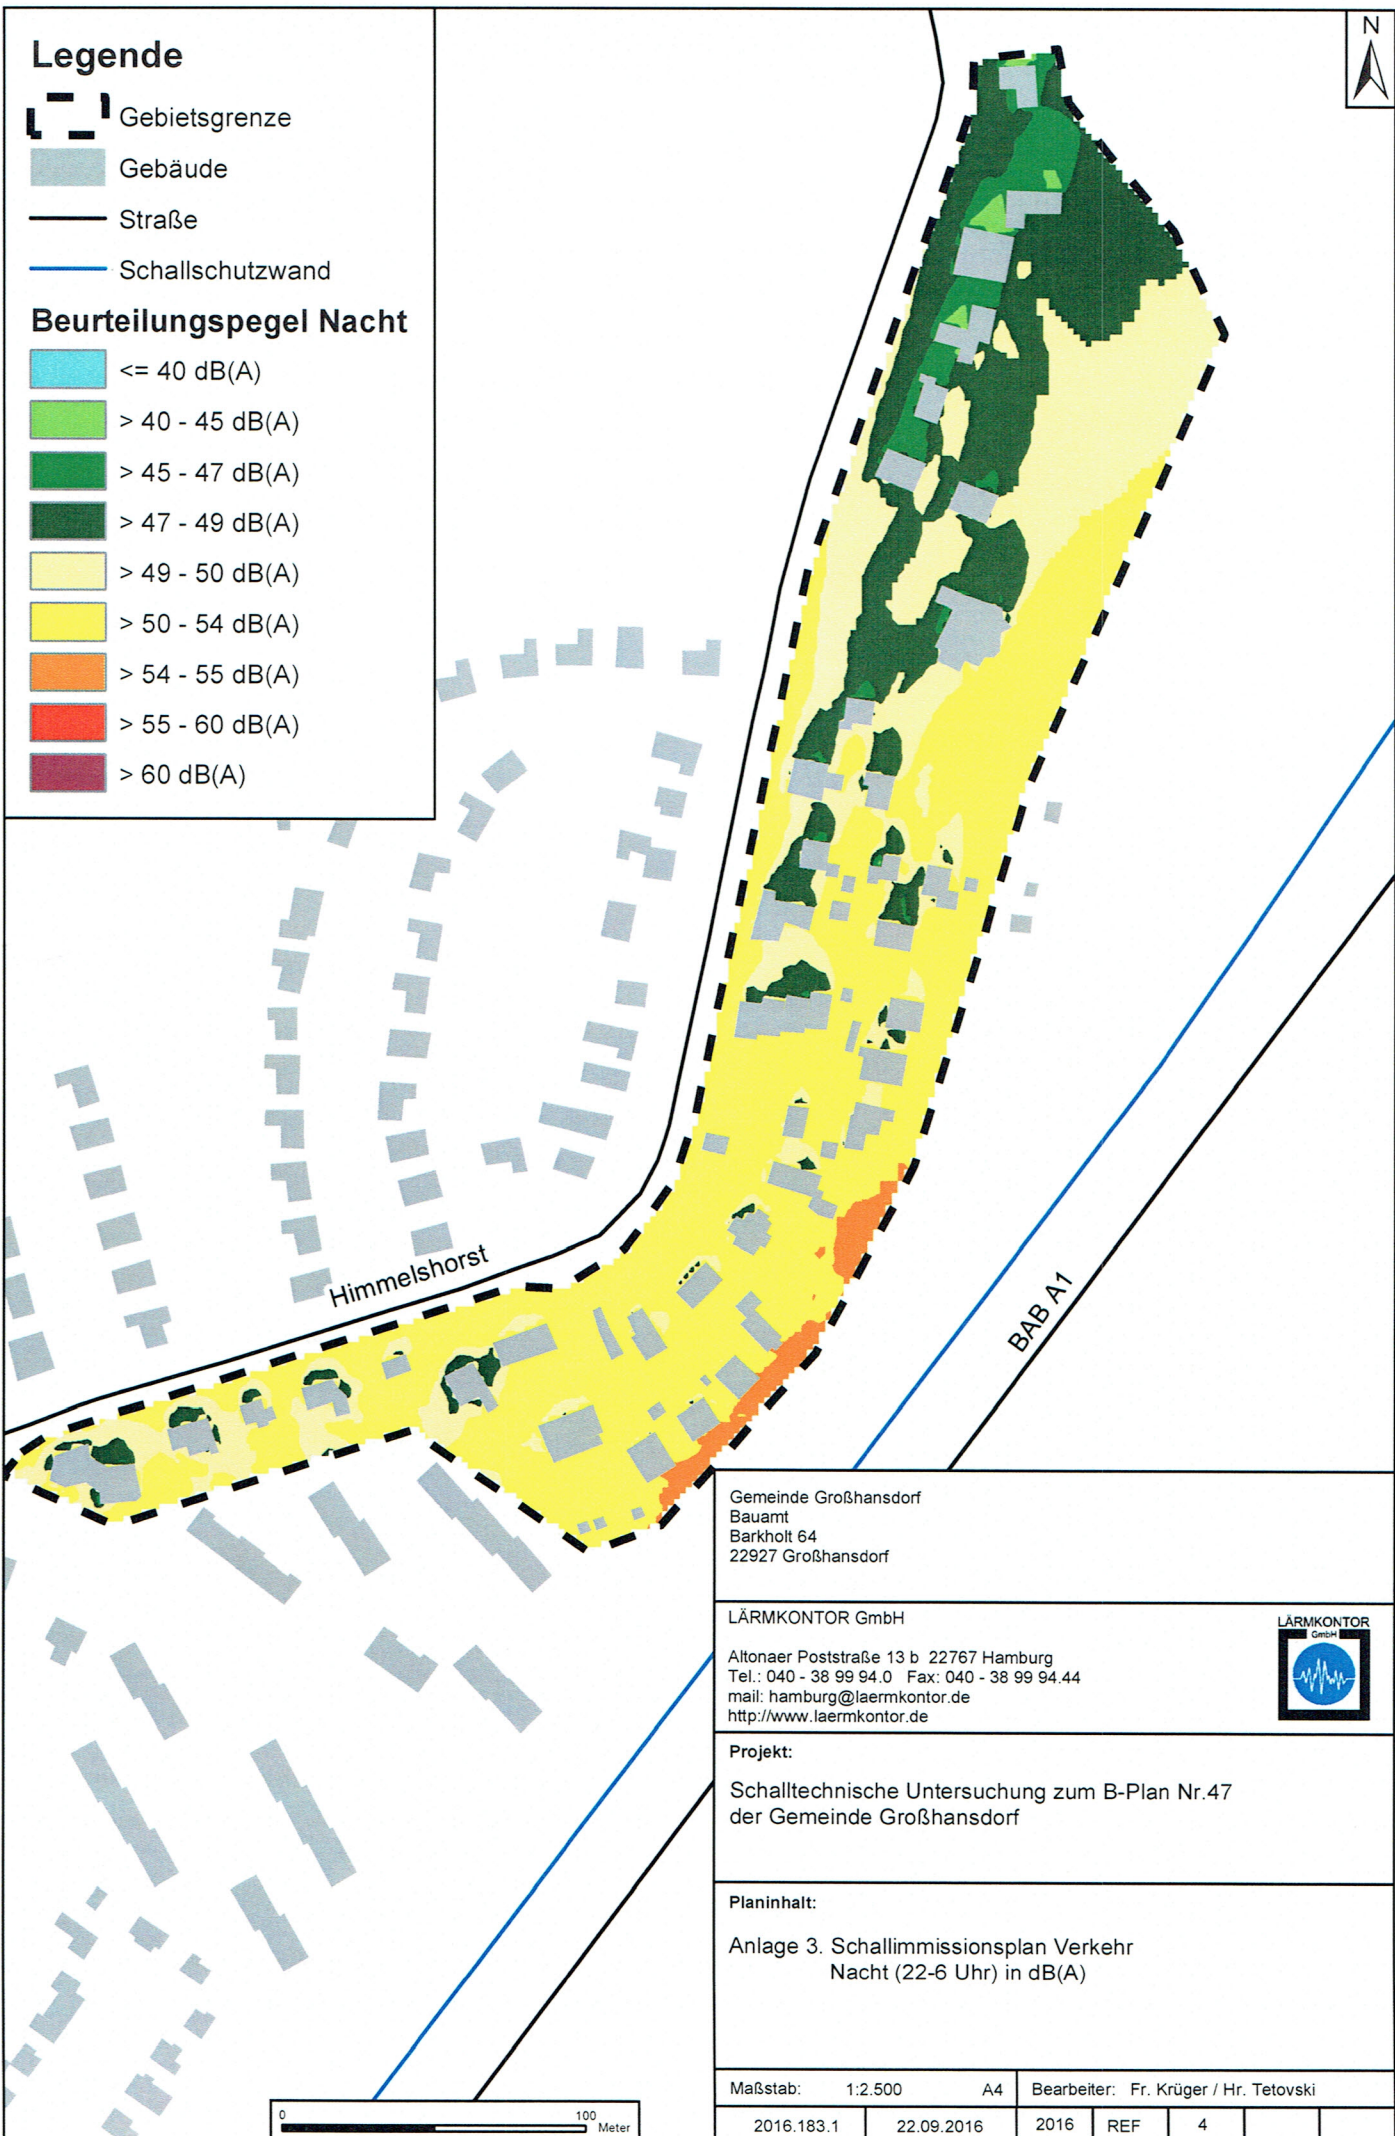 Legende
Gebietsgrenze
Gebäude
Straße
Schallschutzwand
Beurteilungspegel Nacht
<= 40 dB(A)
> 40 - 45 dB(A)
> 45 - 47 dB(A)
> 47 - 49 dB(A)
> 49 - 50 dB(A)
> 50 - 54 dB(A)
> 54 - 55 dB(A)
> 55 - 60 dB(A)
> 60 dB(A)
N
Himmelshorst
BAB A1
Gemeinde Großhansdorf
Bauamt
Barkholt 64
22927 Großhansdorf
LÄRMKONTOR GmbH
Altonaer Poststraße 13 b 22767 Hamburg
Tel.: 040 - 38 99 94.0 Fax: 040 - 38 99 94.44
mail: hamburg@laermkontor.de
http://www.laermkontor.de
LÄRMKONTOR
GmbH
Projekt:
Schalltechnische Untersuchung zum B-Plan Nr.47
der Gemeinde Großhansdorf
Planinhalt:
Anlage 3. Schallimmissionsplan Verkehr
Nacht (22-6 Uhr) in dB(A)
Maßstab: 1:2.500 A4 Bearbeiter: Fr. Krüger / Hr. Tetovski
2016.183.1 22.09.2016 2016 REF 4
0 100 Meter